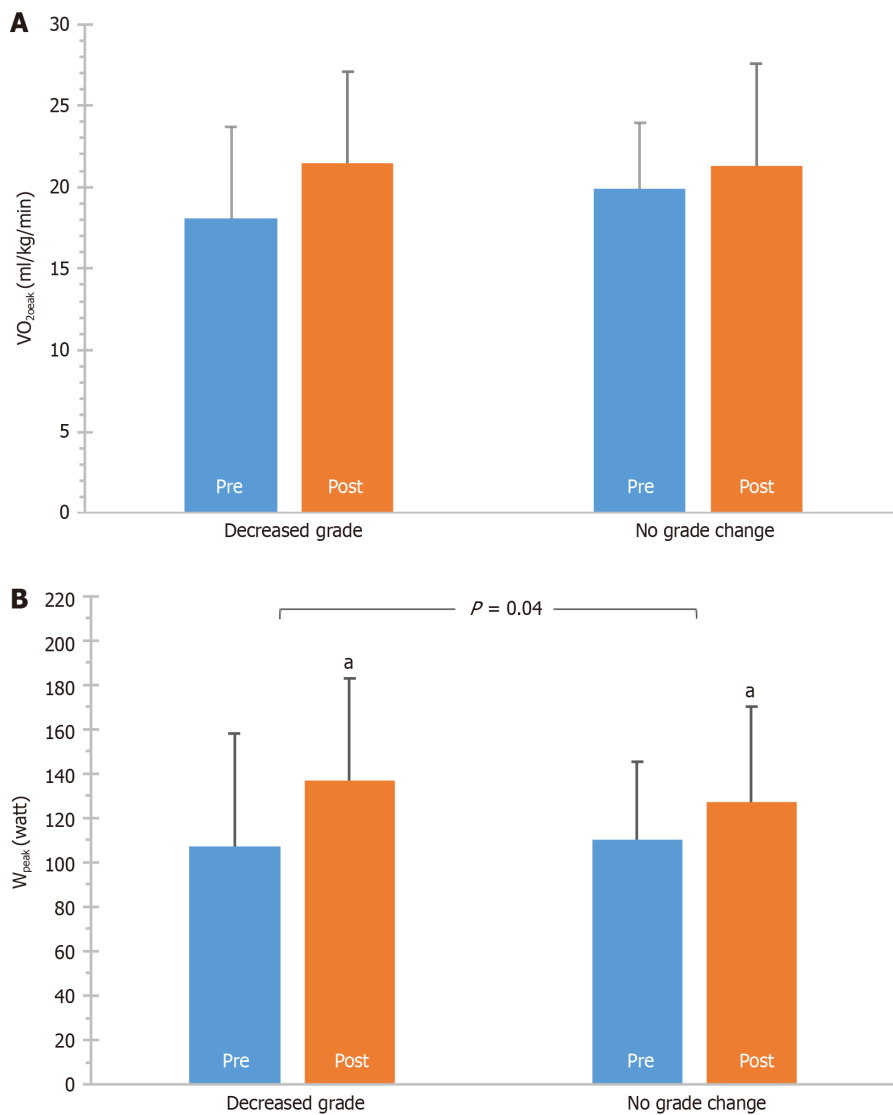 A
30
25
20
15
10
5
0
VO2oeak (ml/kg/min)
Pre
Post
Pre
Post
Decreased grade
No grade change
B
220
200
180
160
140
120
100
80
60
40
20
0
Wpeak (watt)
P = 0.04
a
a
Pre
Post
Pre
Post
Decreased grade
No grade change